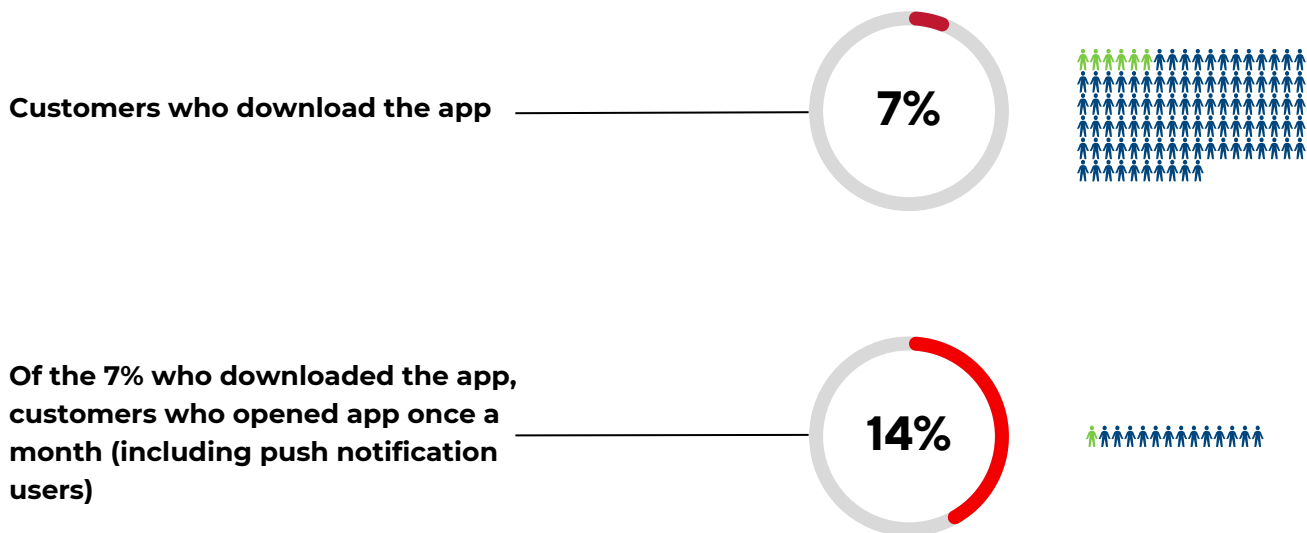 Customers who download the app
7%
Of the 7% who downloaded the app,
customers who opened app once a
month (including push notification
users)
14%